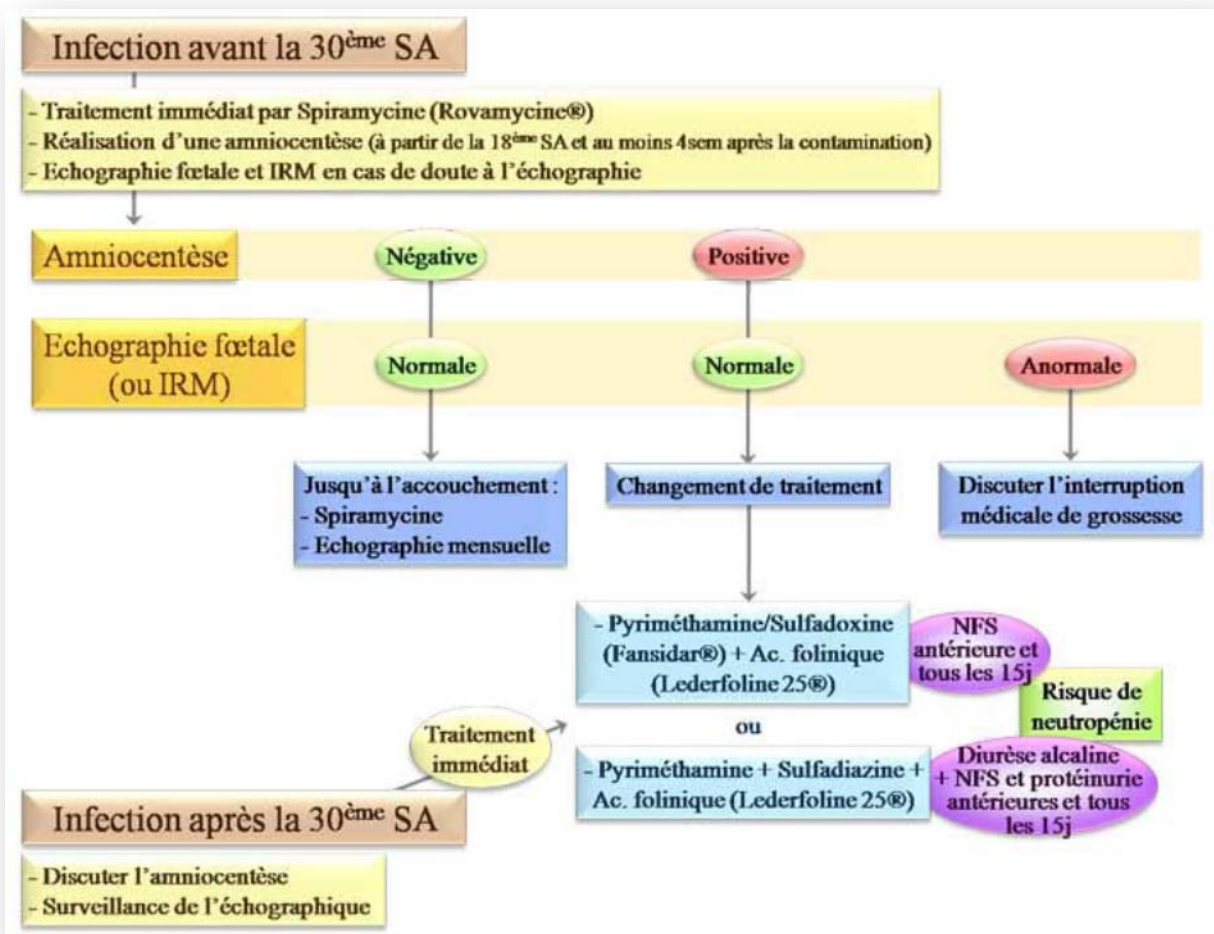 Infection avant la 30ème SA
- Traitement immédiat par Spiramycine (Rovamycine®)
- Réalisation d'une amniocentèse (à partir de la 18ème SA et au moins 4sem après la contamination)
- Echographie fœtale et IRM en cas de doute à l'échographie
Amniocentèse
Négative
Positive
Echographie fœtale
(ou IRM)
Normale
Normale
Anormale
Jusqu'à l'accouchement :
- Spiramycine
- Echographie mensuelle
Changement de traitement
Discuter l'interruption
médicale de grossesse
- Pyriméthamine/Sulfadoxine
(Fansidar®) + Ac. folinique
(Lederfoline 25®)
NFS
antérieure et
tous les 15j
Risque de
neutropénie
ou
Traitement
immédiat
- Pyriméthamine + Sulfadiazine +
Ac. folinique (Lederfoline 25®)
Diurèse alcaline
+ NFS et protéinurie
antérieures et tous
les 15j
Infection après la 30ème SA
- Discuter l'amniocentèse
- Surveillance de l'échographique